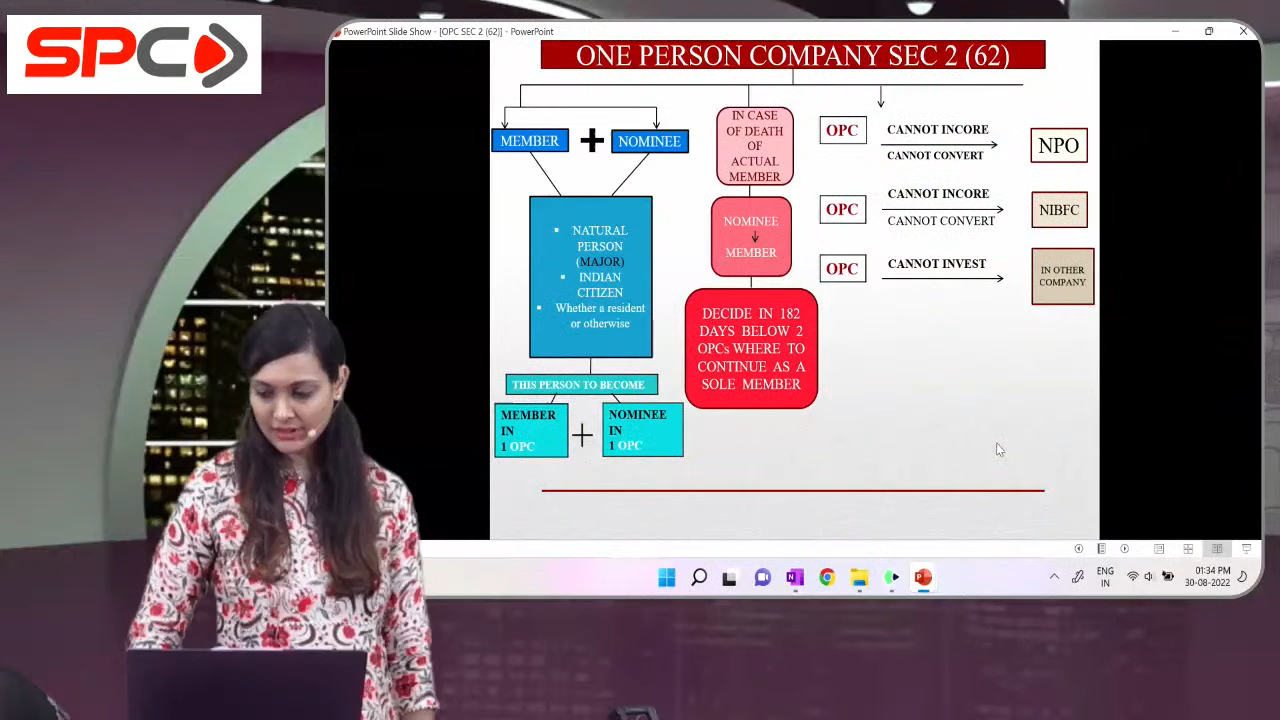 SPC
PowerPoint Slide Show - [OPC SEC 2 (62)] - PowerPoint
ONE PERSON COMPANY SEC 2 (62)
MEMBER
NOMINEE
NATURAL
PERSON
(MAJOR)
INDIAN
CITIZEN
Whether a resident
or otherwise
THIS PERSON TO BECOME
MEMBER
IN
1 OPC
NOMINEE
IN
1 OPC
IN CASE
OF DEATH
OF
ACTUAL
MEMBER
NOMINEE
MEMBER
DECIDE IN 182
DAYS BELOW 2
OPCs WHERE TO
CONTINUE AS A
SOLE MEMBER
OPC
CANNOT INCORE
CANNOT CONVERT
NPO
OPC
CANNOT INCORE
CANNOT CONVERT
NIBFC
OPC
CANNOT INVEST
IN OTHER
COMPANY
ENG
IN
01:34 PM
30-08-2022